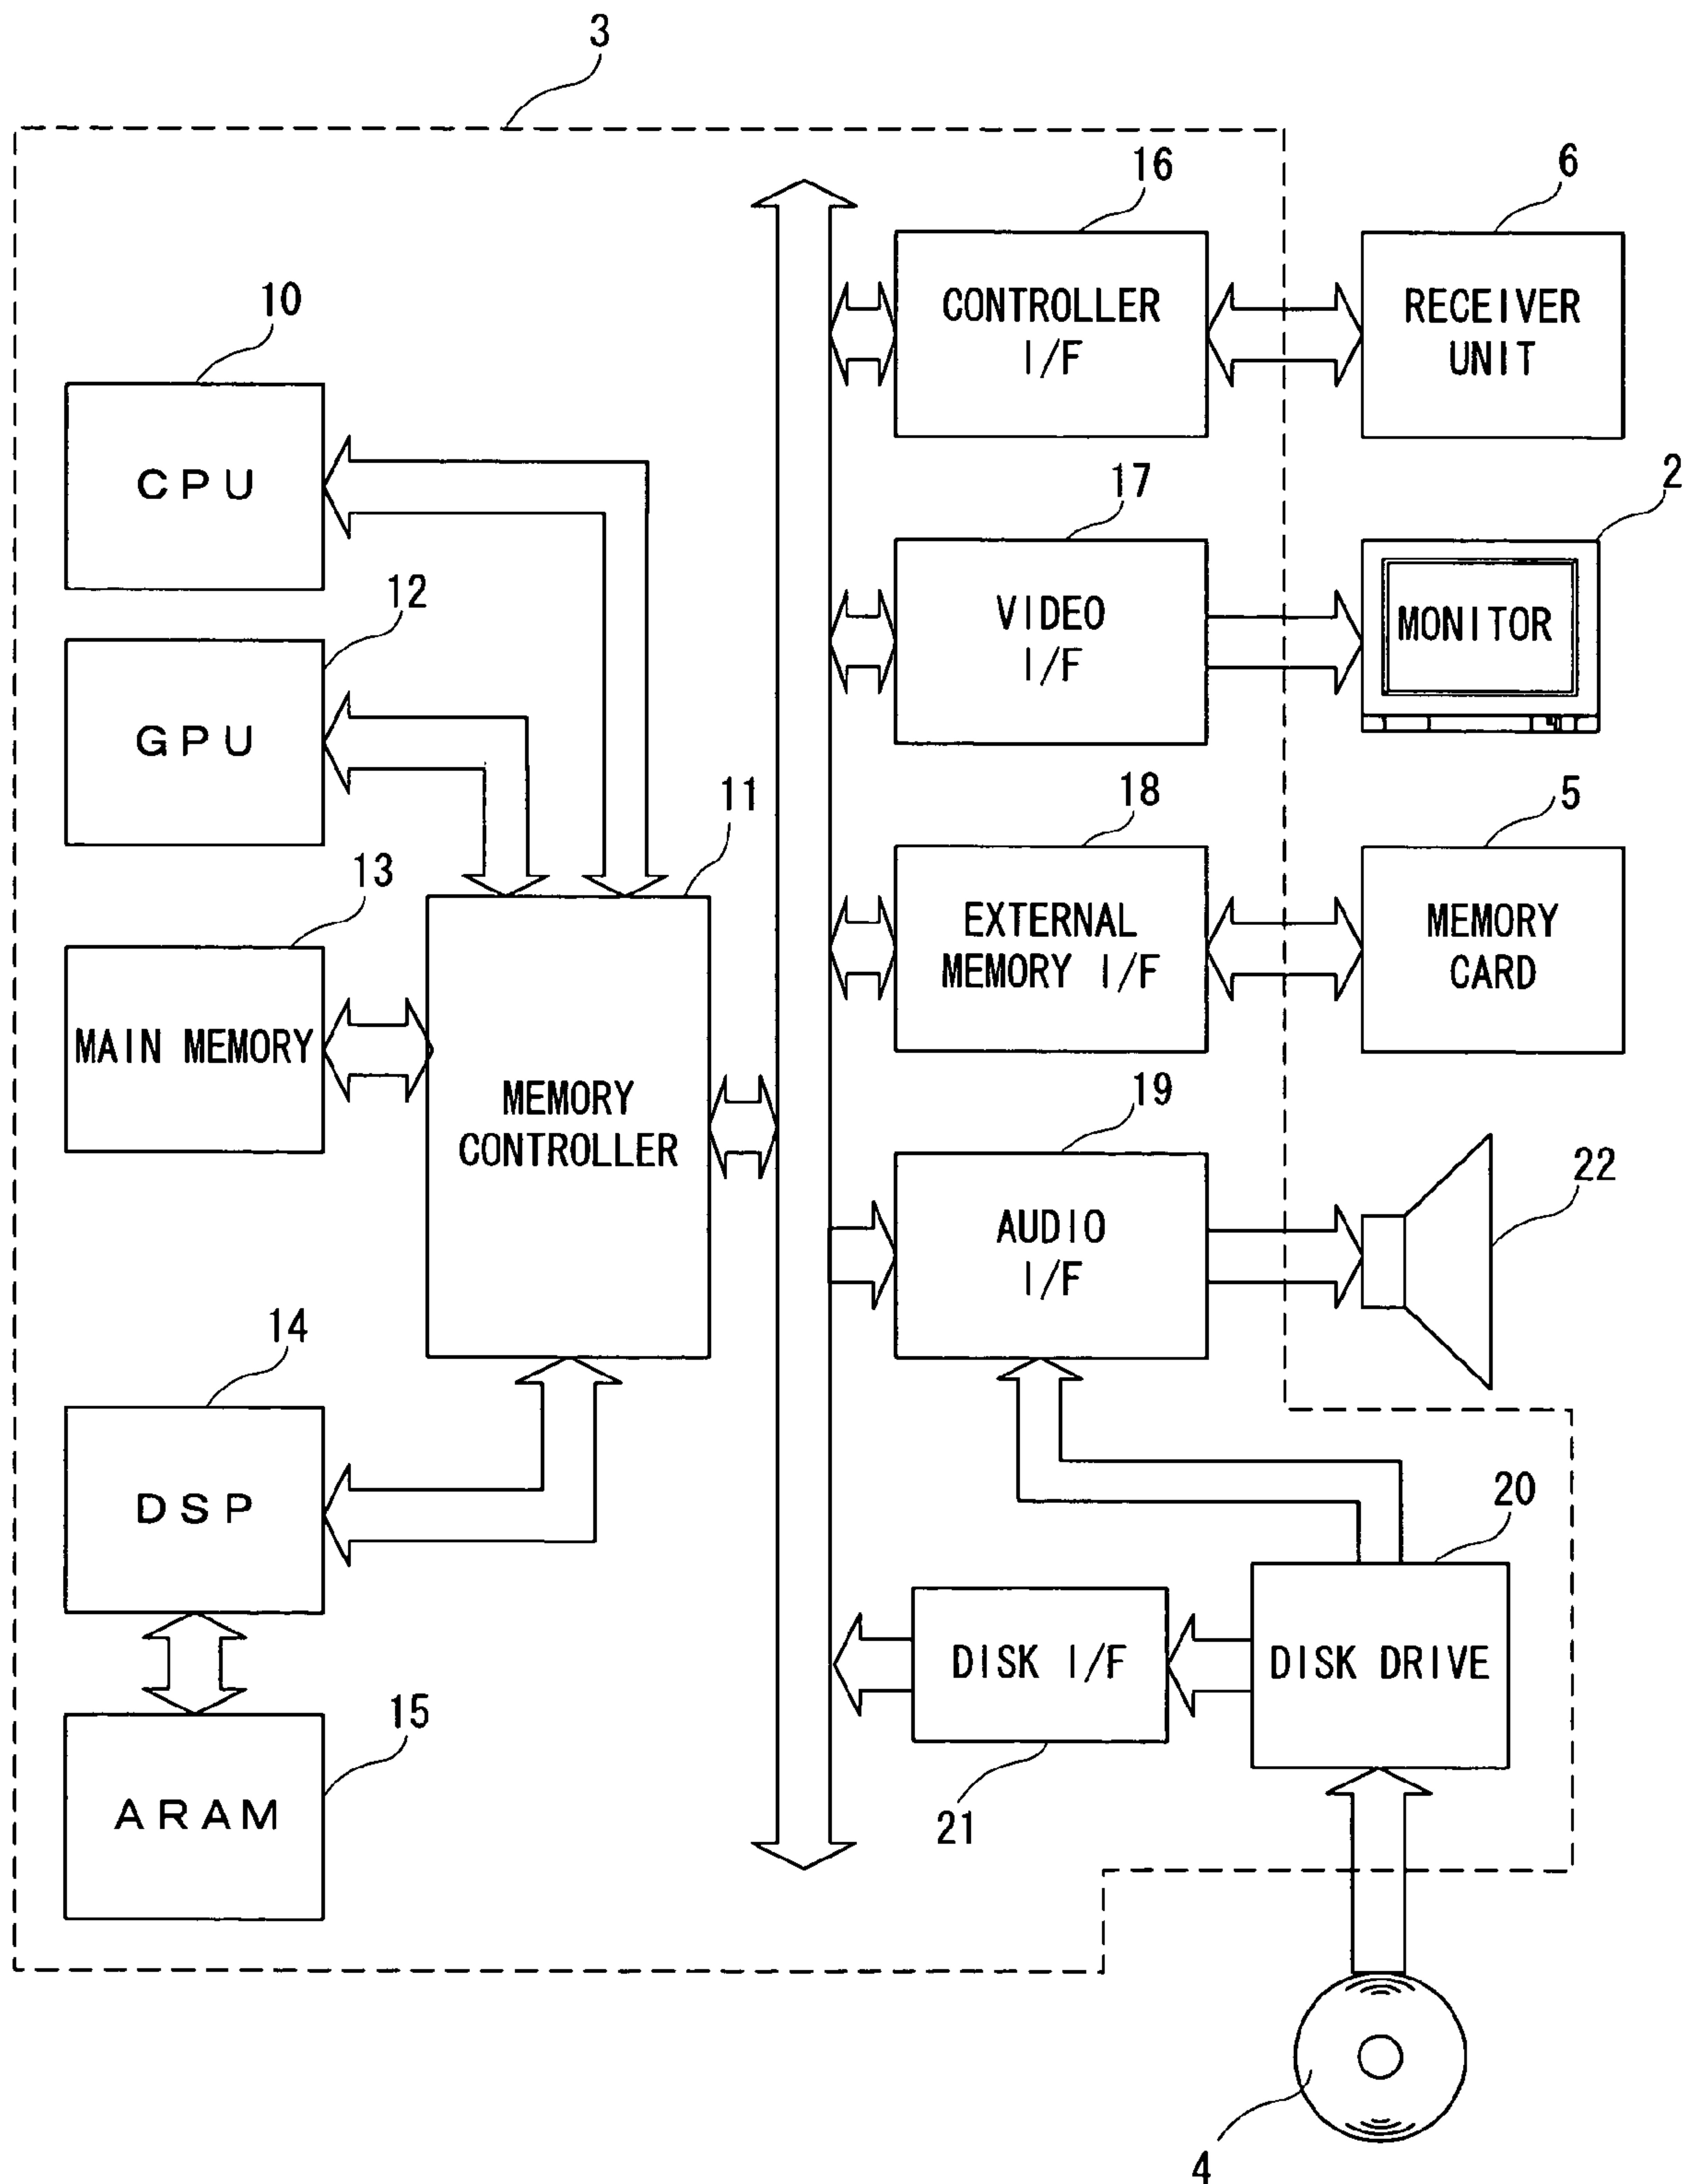 3
16
6
CONTROLLER
I/F
RECEIVER
UNIT
10
CPU
17
2
VIDEO
I/F
MONITOR
12
GPU
11
18
5
13
EXTERNAL
MEMORY I/F
MEMORY
CARD
MAIN MEMORY
MEMORY
CONTROLLER
19
22
AUDIO
I/F
14
DSP
20
DISK I/F
DISK DRIVE
15
ARAM
21
4